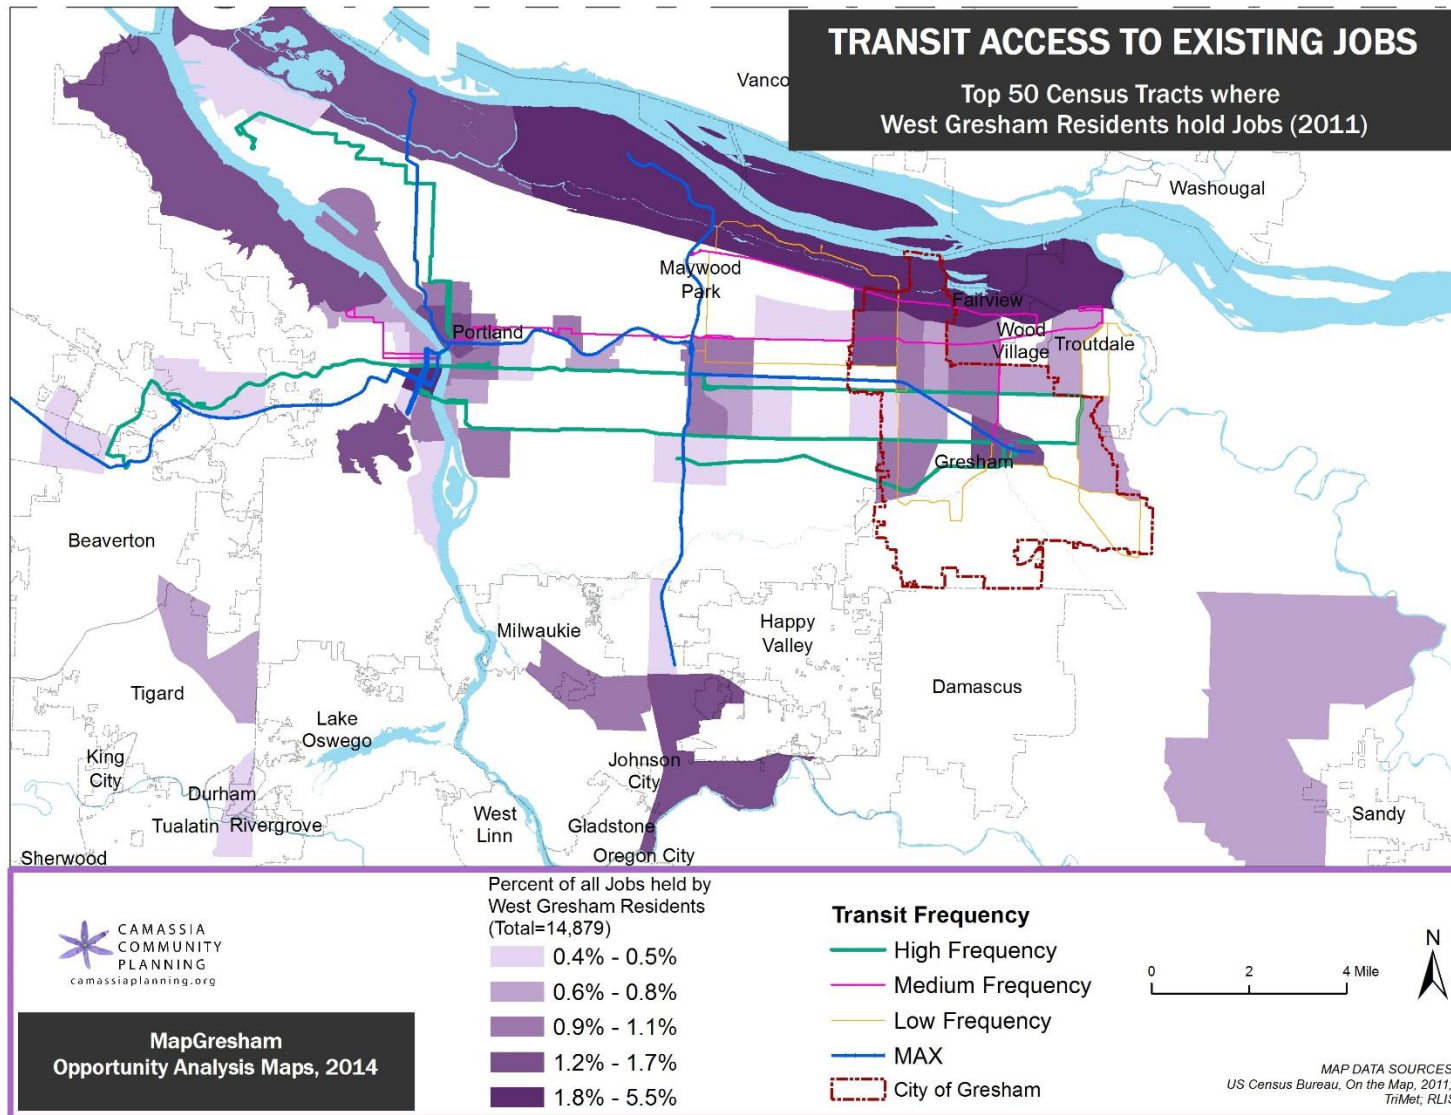 TRANSIT ACCESS TO EXISTING JOBS
Top 50 Census Tracts where
West Gresham Residents hold Jobs (2011)
Vanco
Washougal
Maywood
Park
Fairview
Portland
Wood
Village
Troutdale
Gresham
Beaverton
Milwaukie
Happy
Valley
Tigard
Damascus
Lake
Oswego
King
City
Johnson
City
Durham
Tualatin
Rivergrove
West
Linn
Gladstone
Sandy
Sherwood
Oregon City
CAMASSIA
COMMUNITY
PLANNING
camassiaplanning.org
MapGresham
Opportunity Analysis Maps, 2014
Percent of all Jobs held by
West Gresham Residents
(Total=14,879)
0.4% - 0.5%
0.6% - 0.8%
0.9% - 1.1%
1.2% - 1.7%
1.8% - 5.5%
Transit Frequency
High Frequency
Medium Frequency
Low Frequency
MAX
City of Gresham
0 2 4 Mile
N
MAP DATA SOURCES
US Census Bureau, On the Map, 2011;
TriMet; RLIS